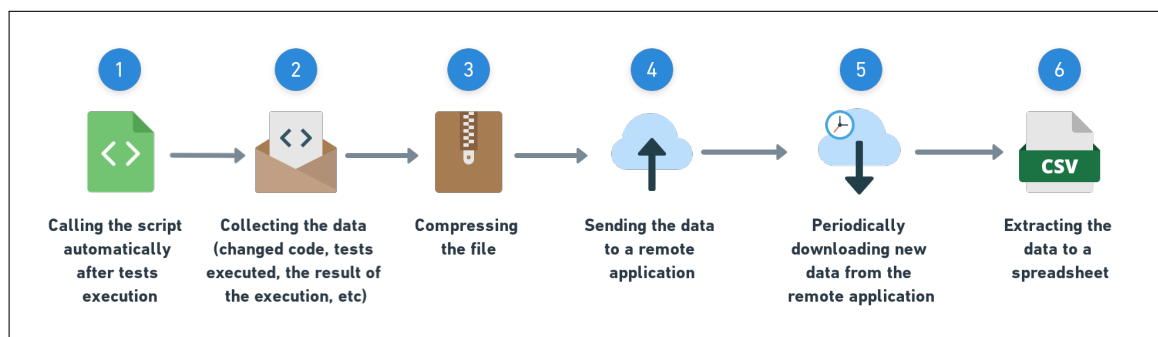 1
2
3
4
5
6
CSV
Calling the script
automatically
after tests
execution
Collecting the data
(changed code, tests
executed, the result of
the execution, etc)
Compressing
the file
Sending the data
to a remote
application
Periodically
downloading new
data from the
remote application
Extracting the
data to a
spreadsheet